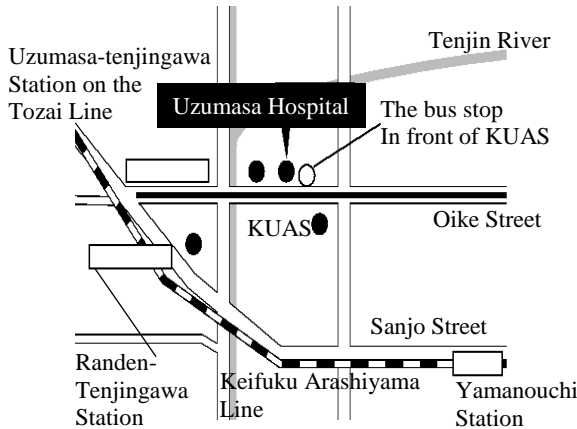 Uzumasa-tenjingawa
Station on the
Tozai Line
Tenjin River
Uzumasa Hospital
The bus stop
In front of KUAS
KUAS
Oike Street
Sanjo Street
Randen-
Tenjingawa
Station
Keifuku Arashiyama
Line
Yamanouchi
Station